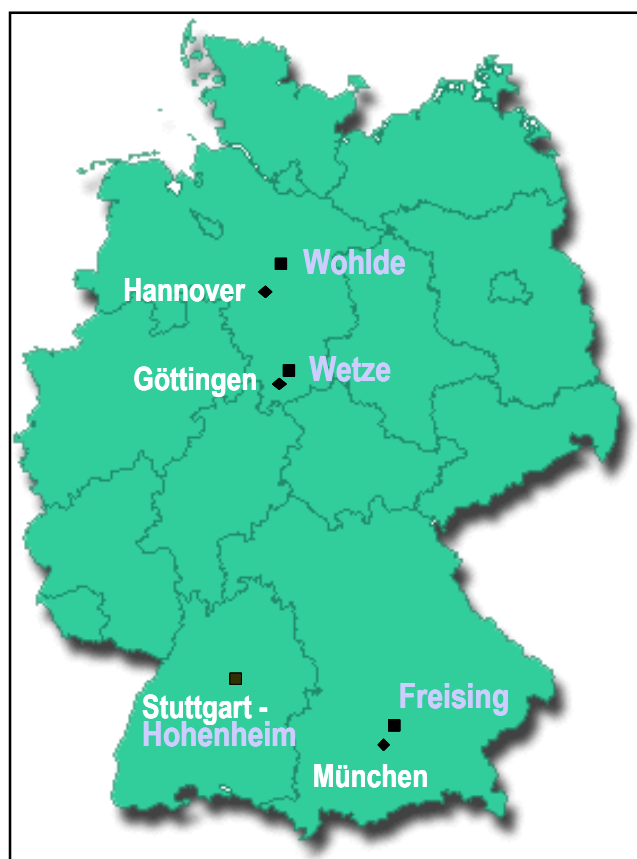 Wohlde
Hannover
Wetze
Göttingen
Freising
Stuttgart -
Hohenheim
München